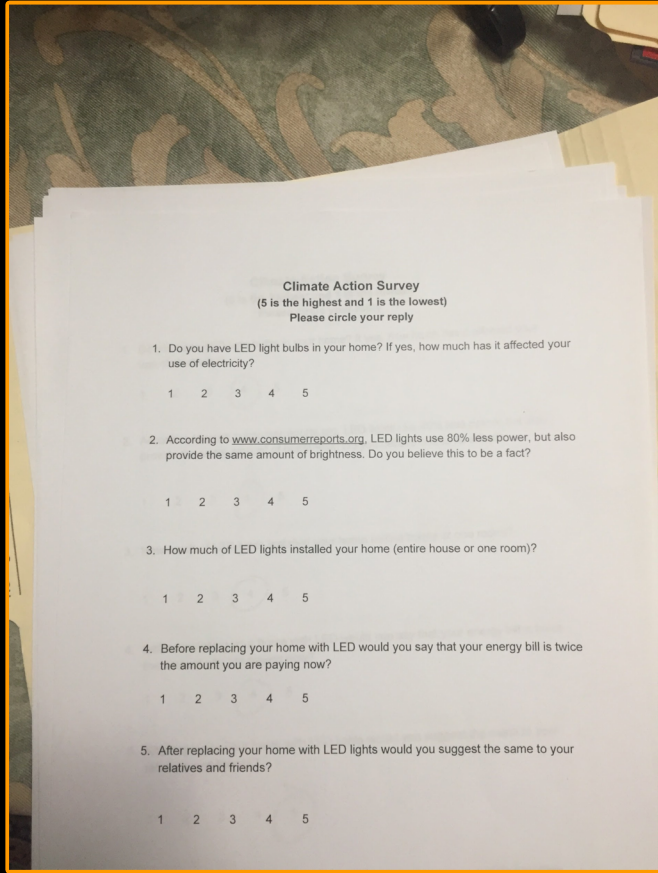 Climate Action Survey
(5 is the highest and 1 is the lowest)
Please circle your reply
1. Do you have LED light bulbs in your home? If yes, how much has it affected your
use of electricity?
1 2 3 4 5
2. According to www.consumerreports.org, LED lights use 80% less power, but also
provide the same amount of brightness. Do you believe this to be a fact?
1 2 3 4 5
3. How much of LED lights installed your home (entire house or one room)?
1 2 3 4 5
4. Before replacing your home with LED would you say that your energy bill is twice
the amount you are paying now?
1 2 3 4 5
5. After replacing your home with LED lights would you suggest the same to your
relatives and friends?
1 2 3 4 5